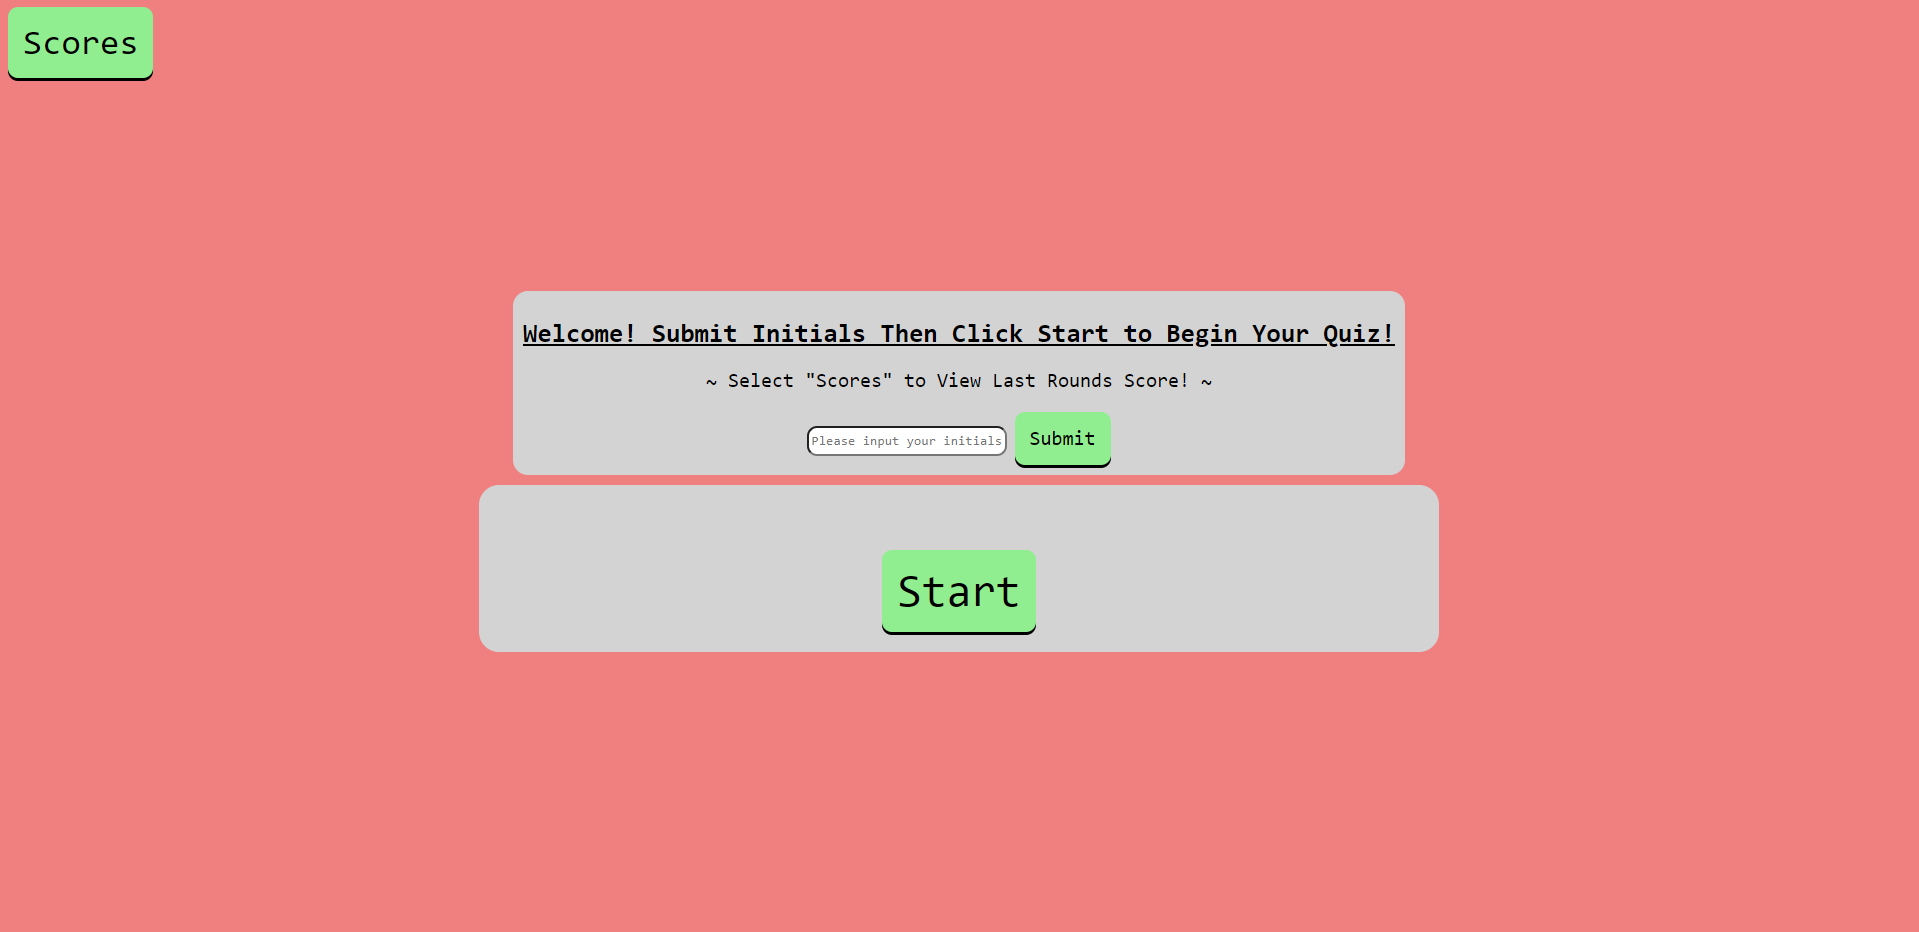 Scores
Welcome! Submit Initials Then Click Start to Begin Your Quiz!
~ Select "Scores" to View Last Rounds Score! ~
Please input your initials
Submit
Start